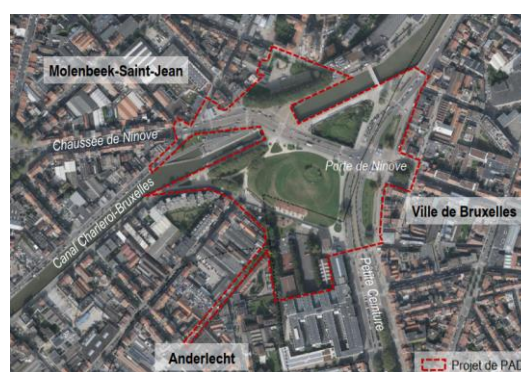 Molenbeek-Saint-Jean
Chaussée de Ninove
Porte de Ninove
Canal Charleroi-Bruxelles
Ville de Bruxelles
Petite Ceinture
Anderlecht
Projet de PAD